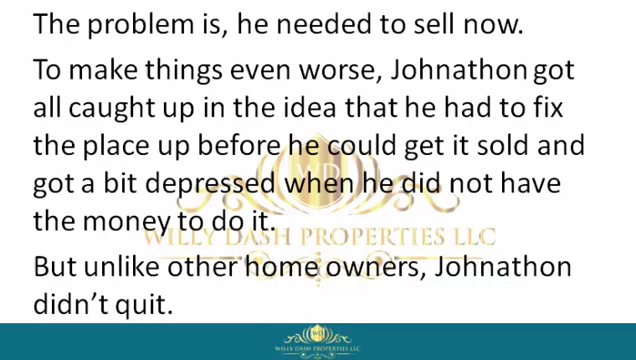 The problem is, he needed to sell now.
To make things even worse, Johnathon got
all caught up in the idea that he had to fix
the place up before he could get it sold and
got a bit depressed when he did not have
the money to do it.
WILLY DASH PROPERTIES LLC
But unlike other home owners, Johnathon
didn't quit.
WILLY DASH PROPERTIES LLC